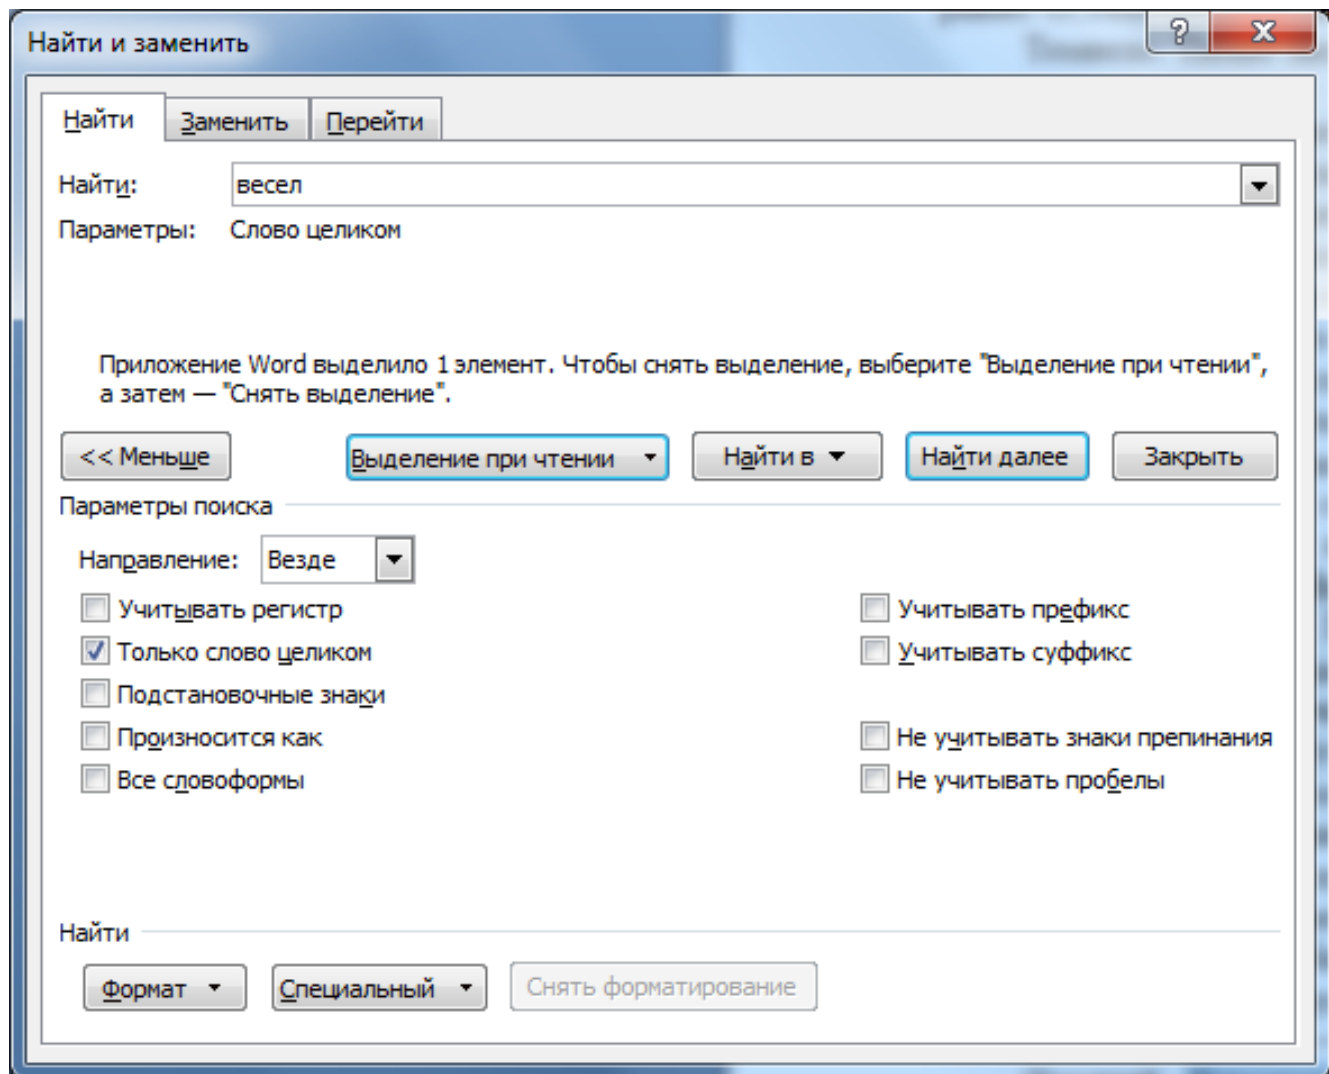 Найти и заменить
Найти Заменить Перейти
Найти: весел
Параметры: Слово целиком
Приложение Word выделило 1 элемент. Чтобы снять выделение, выберите "Выделение при чтении",
а затем — "Снять выделение".
<< Меньше Выделение при чтении Найти в Найти далее Закрыть
Параметры поиска
Направление: Везде
Учитывать регистр Учитывать префикс
Только слово целиком Учитывать суффикс
Подстановочные знаки
Произносится как Не учитывать знаки препинания
Все словоформы Не учитывать пробелы
Найти
Формат Специальный Снять форматирование